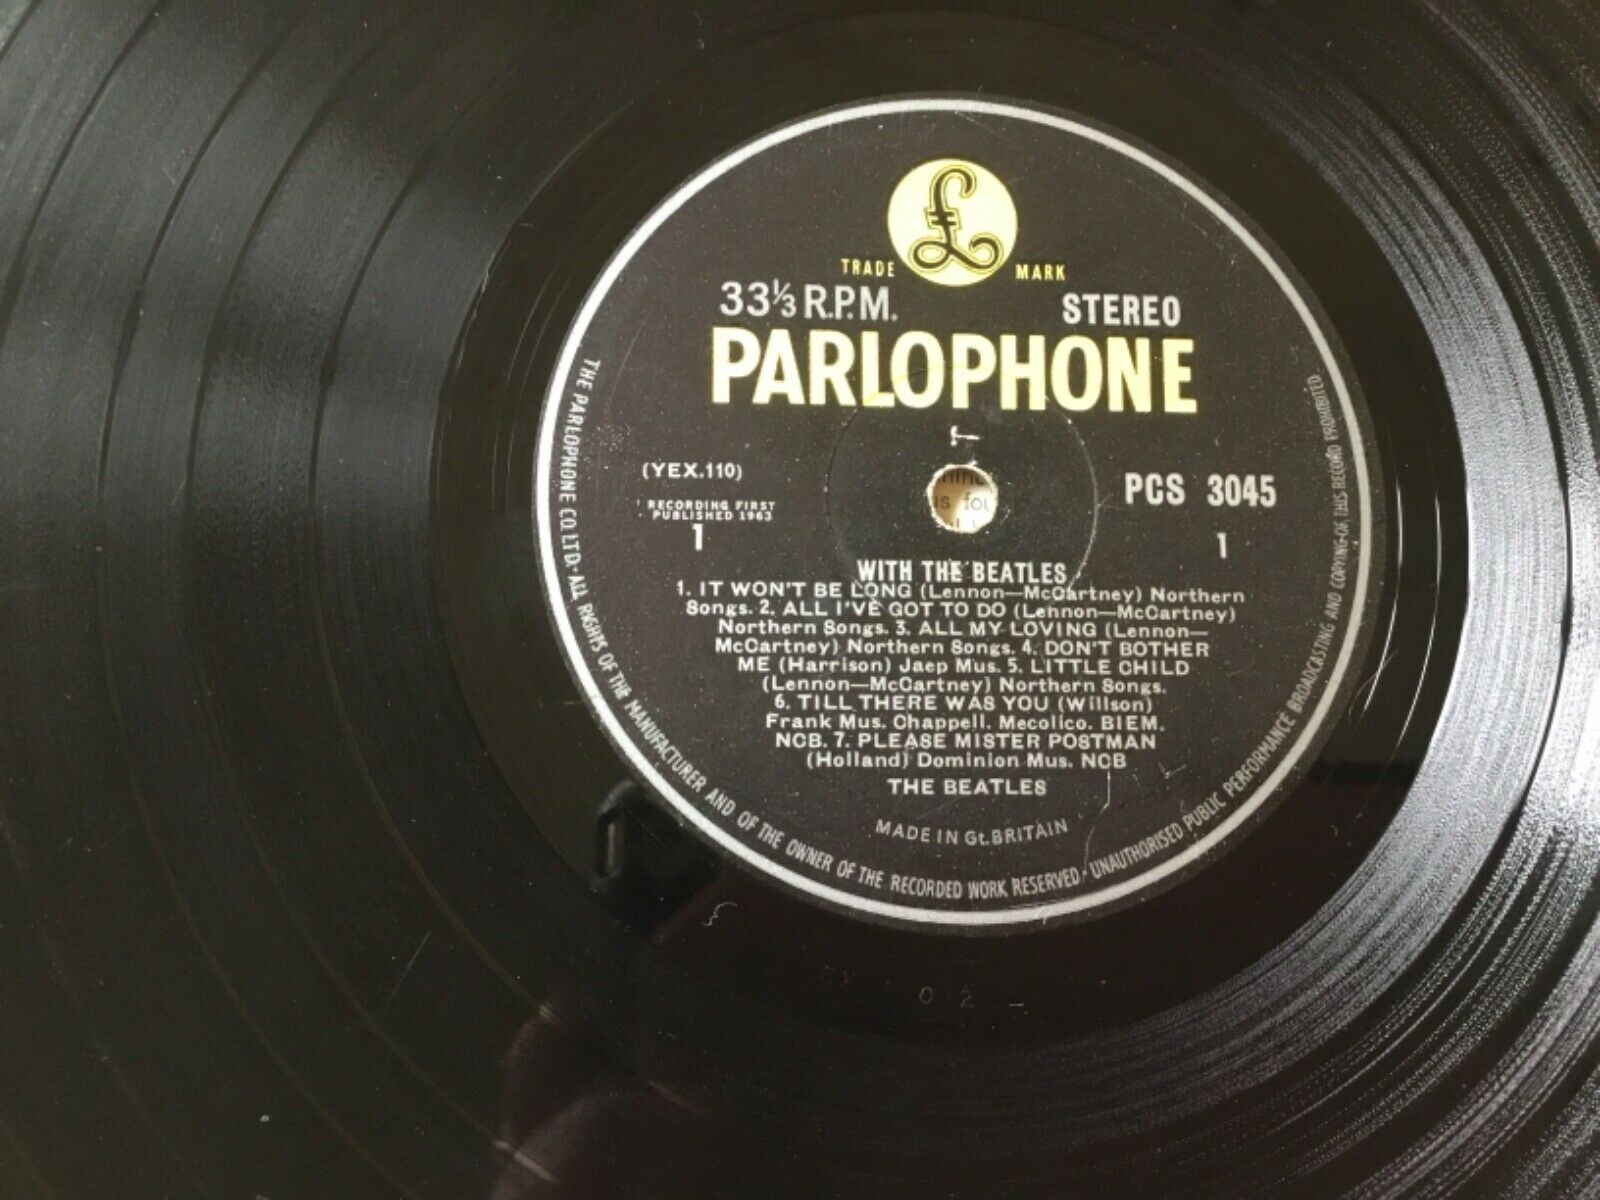 £
TRADE MARK
33⅓ R.P.M. STEREO
PARLOPHONE
(YEX.110)
PCS 3045
RECORDING FIRST
PUBLISHED 1963
1 1
WITH THE BEATLES
1. IT WON'T BE LONG (Lennon—McCartney) Northern
Songs. 2. ALL I'VE GOT TO DO (Lennon—McCartney)
Northern Songs. 3. ALL MY LOVING (Lennon—
McCartney) Northern Songs. 4. DON'T BOTHER
ME (Harrison) Jaep Mus. 5. LITTLE CHILD
(Lennon—McCartney) Northern Songs.
6. TILL THERE WAS YOU (Willson)
Frank Mus. Chappell. Mecolico. BIEM.
NCB. 7. PLEASE MISTER POSTMAN
(Holland) Dominion Mus. NCB
THE BEATLES
MADE IN Gt. BRITAIN
THE PARLOPHONE CO. LTD · ALL RIGHTS OF THE MANUFACTURER AND OF THE OWNER OF THE RECORDED WORK RESERVED · UNAUTHORISED PUBLIC PERFORMANCE BROADCASTING AND COPYING OF THIS RECORD PROHIBITED.
02